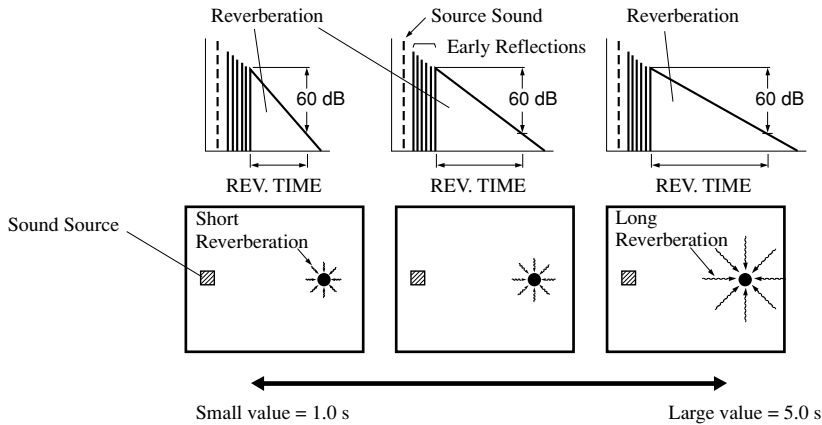 Reverberation
Source Sound
Reverberation
Early Reflections
60 dB
60 dB
60 dB
REV. TIME
REV. TIME
REV. TIME
Sound Source
Short
Reverberation
Long
Reverberation
Small value = 1.0 s
Large value = 5.0 s